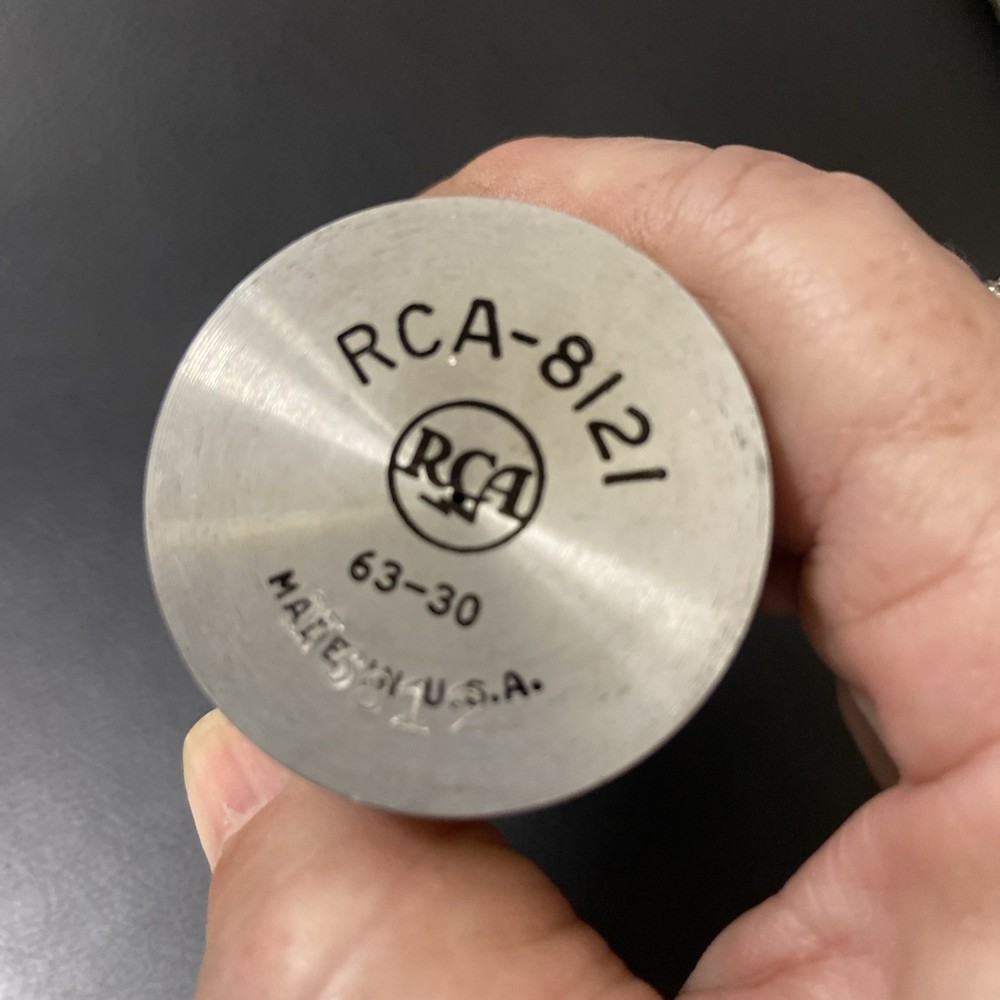 RCA-8121
RCA
63-30
MADE IN U.S.A.